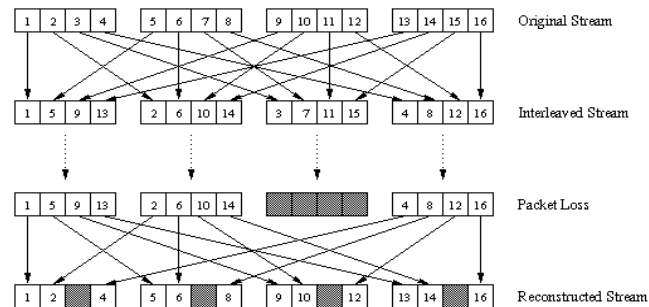 1 2 3 4 5 6 7 8 9 10 11 12 13 14 15 16 Original Stream
1 5 9 13 2 6 10 14 3 7 11 15 4 8 12 16 Interleaved Stream
1 5 9 13 2 6 10 14 4 8 12 16 Packet Loss
1 2 4 5 6 8 9 10 12 13 14 16 Reconstructed Stream